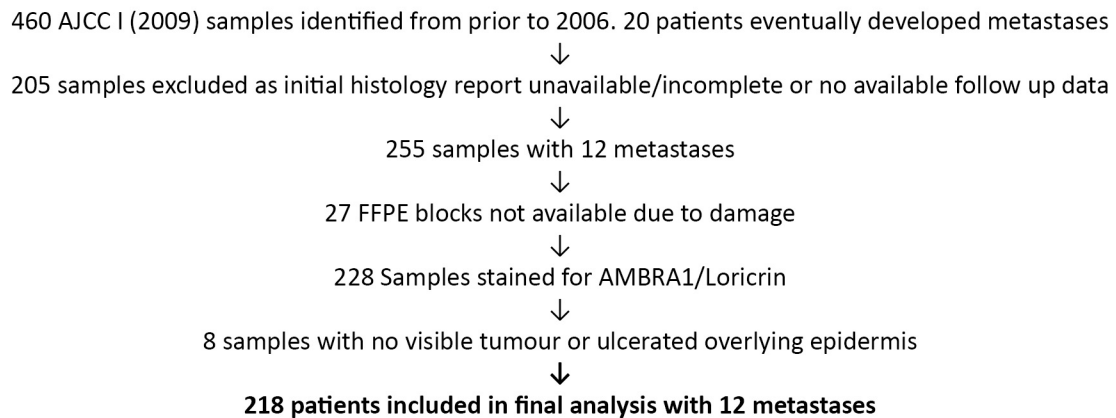 460 AJCC I (2009) samples identified from prior to 2006. 20 patients eventually developed metastases
↓
205 samples excluded as initial histology report unavailable/incomplete or no available follow up data
↓
255 samples with 12 metastases
↓
27 FFPE blocks not available due to damage
↓
228 Samples stained for AMBRA1/Loricrin
↓
8 samples with no visible tumour or ulcerated overlying epidermis
↓
218 patients included in final analysis with 12 metastases